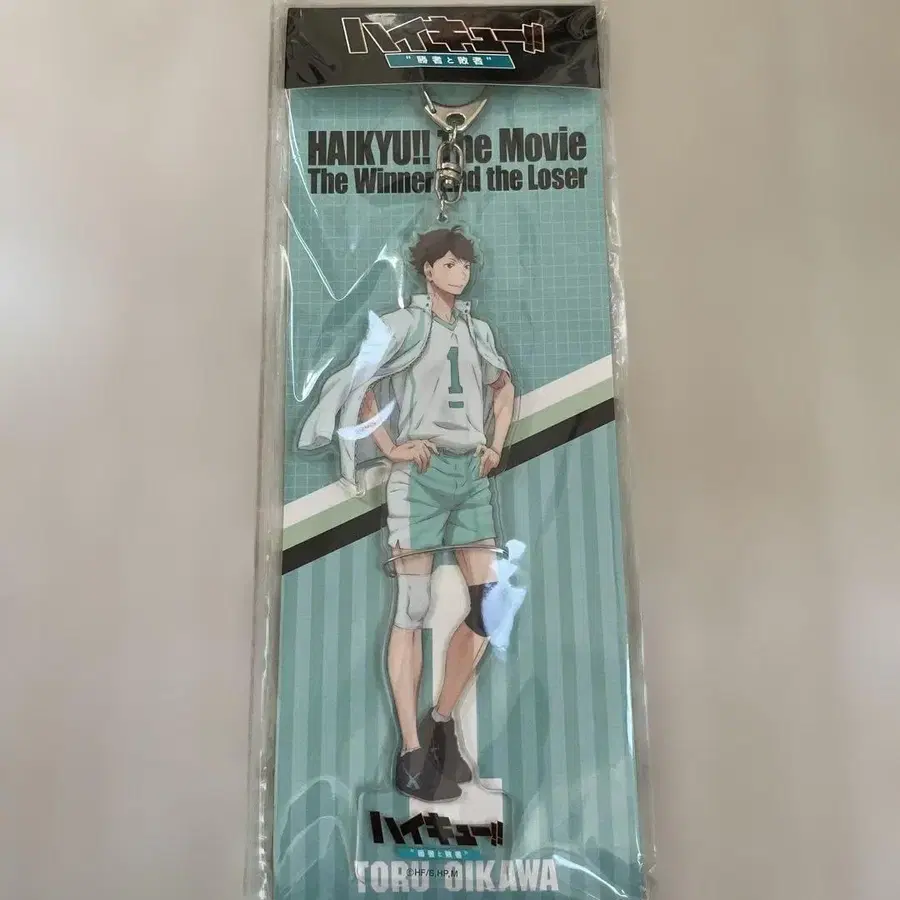 ハイキュー!!
"勝者と敗者"
HAIKYU!! The Movie
The Winner and the Loser
1
ハイキュー!!
"勝者と敗者"
©HF/S,HP,M
TORU OIKAWA